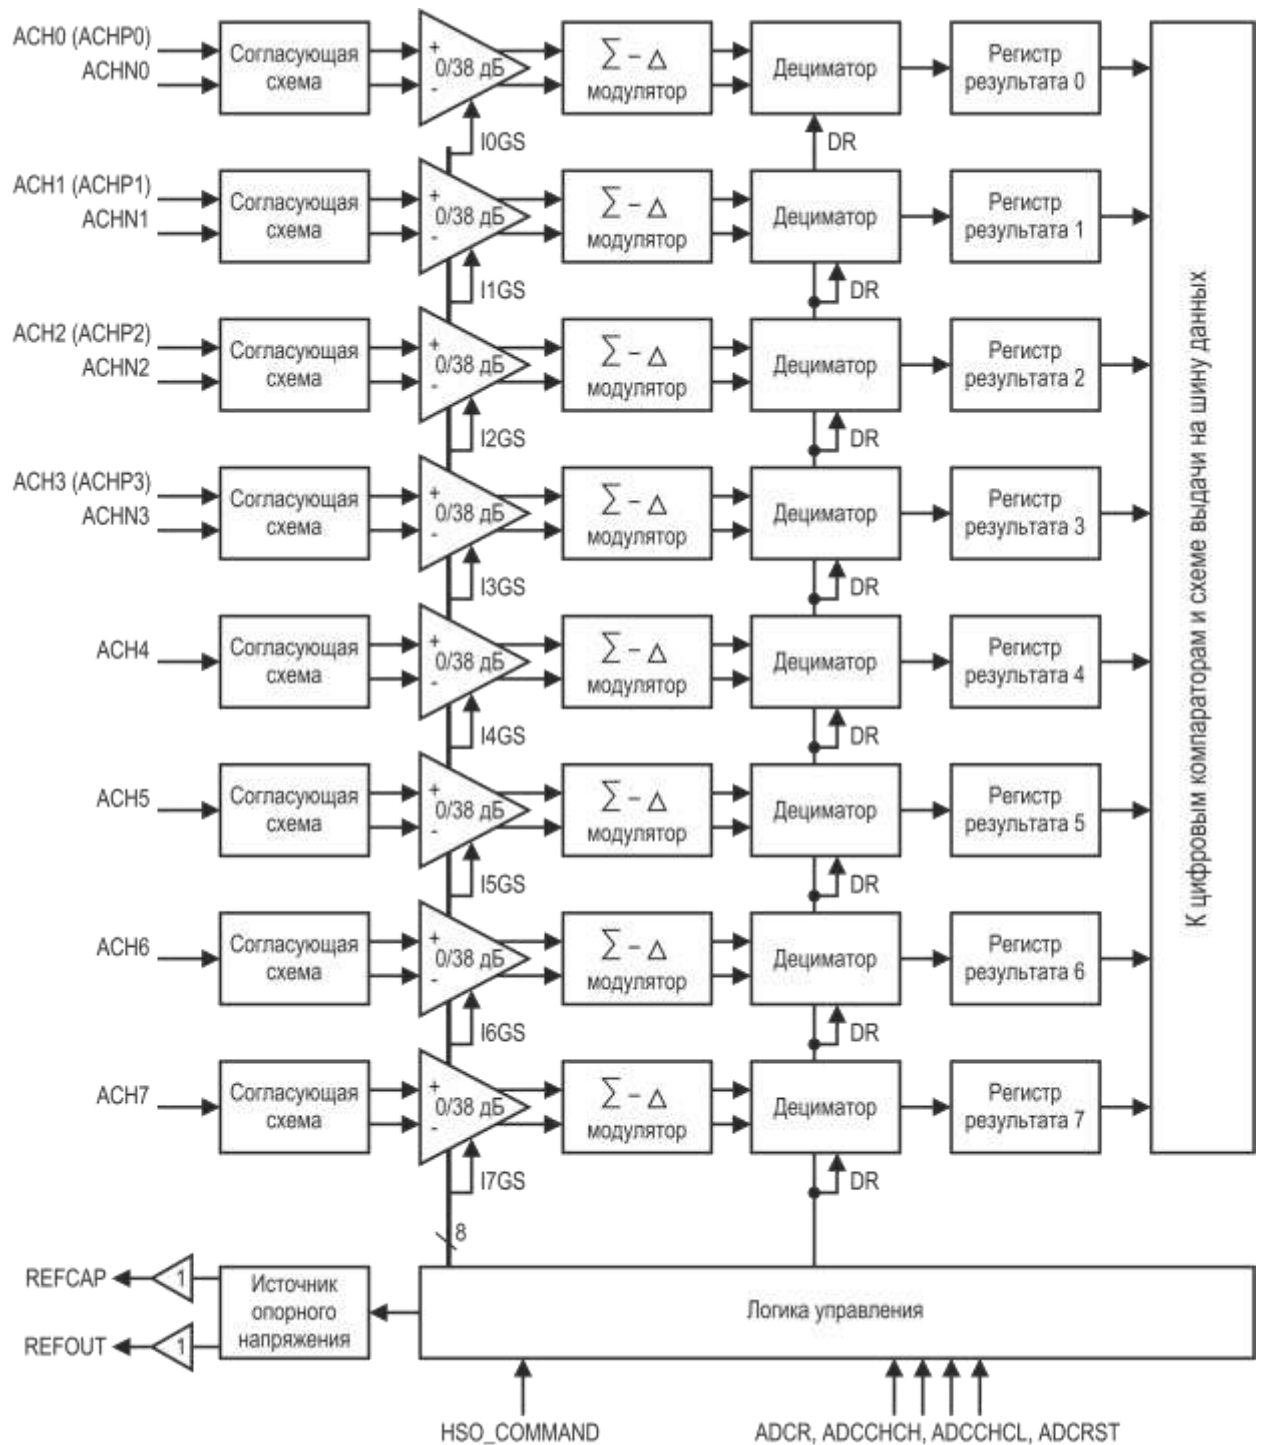 ACH0 (ACHP0)
ACHN0
Согласующая
схема
+
0/38 дБ
-
∑ - Δ
модулятор
Дециматор
Регистр
результата 0
I0GS
DR
ACH1 (ACHP1)
ACHN1
Согласующая
схема
+
0/38 дБ
-
∑ - Δ
модулятор
Дециматор
Регистр
результата 1
I1GS
DR
ACH2 (ACHP2)
ACHN2
Согласующая
схема
+
0/38 дБ
-
∑ - Δ
модулятор
Дециматор
Регистр
результата 2
I2GS
DR
ACH3 (ACHP3)
ACHN3
Согласующая
схема
+
0/38 дБ
-
∑ - Δ
модулятор
Дециматор
Регистр
результата 3
I3GS
DR
ACH4
Согласующая
схема
+
0/38 дБ
-
∑ - Δ
модулятор
Дециматор
Регистр
результата 4
I4GS
DR
ACH5
Согласующая
схема
+
0/38 дБ
-
∑ - Δ
модулятор
Дециматор
Регистр
результата 5
I5GS
DR
ACH6
Согласующая
схема
+
0/38 дБ
-
∑ - Δ
модулятор
Дециматор
Регистр
результата 6
I6GS
DR
ACH7
Согласующая
схема
+
0/38 дБ
-
∑ - Δ
модулятор
Дециматор
Регистр
результата 7
I7GS
DR
К цифровым компараторам и схеме выдачи на шину данных
8
REFCAP
1
REFOUT
1
Источник
опорного
напряжения
Логика управления
HSO_COMMAND
ADCR, ADCCHCH, ADCCHCL, ADCRST